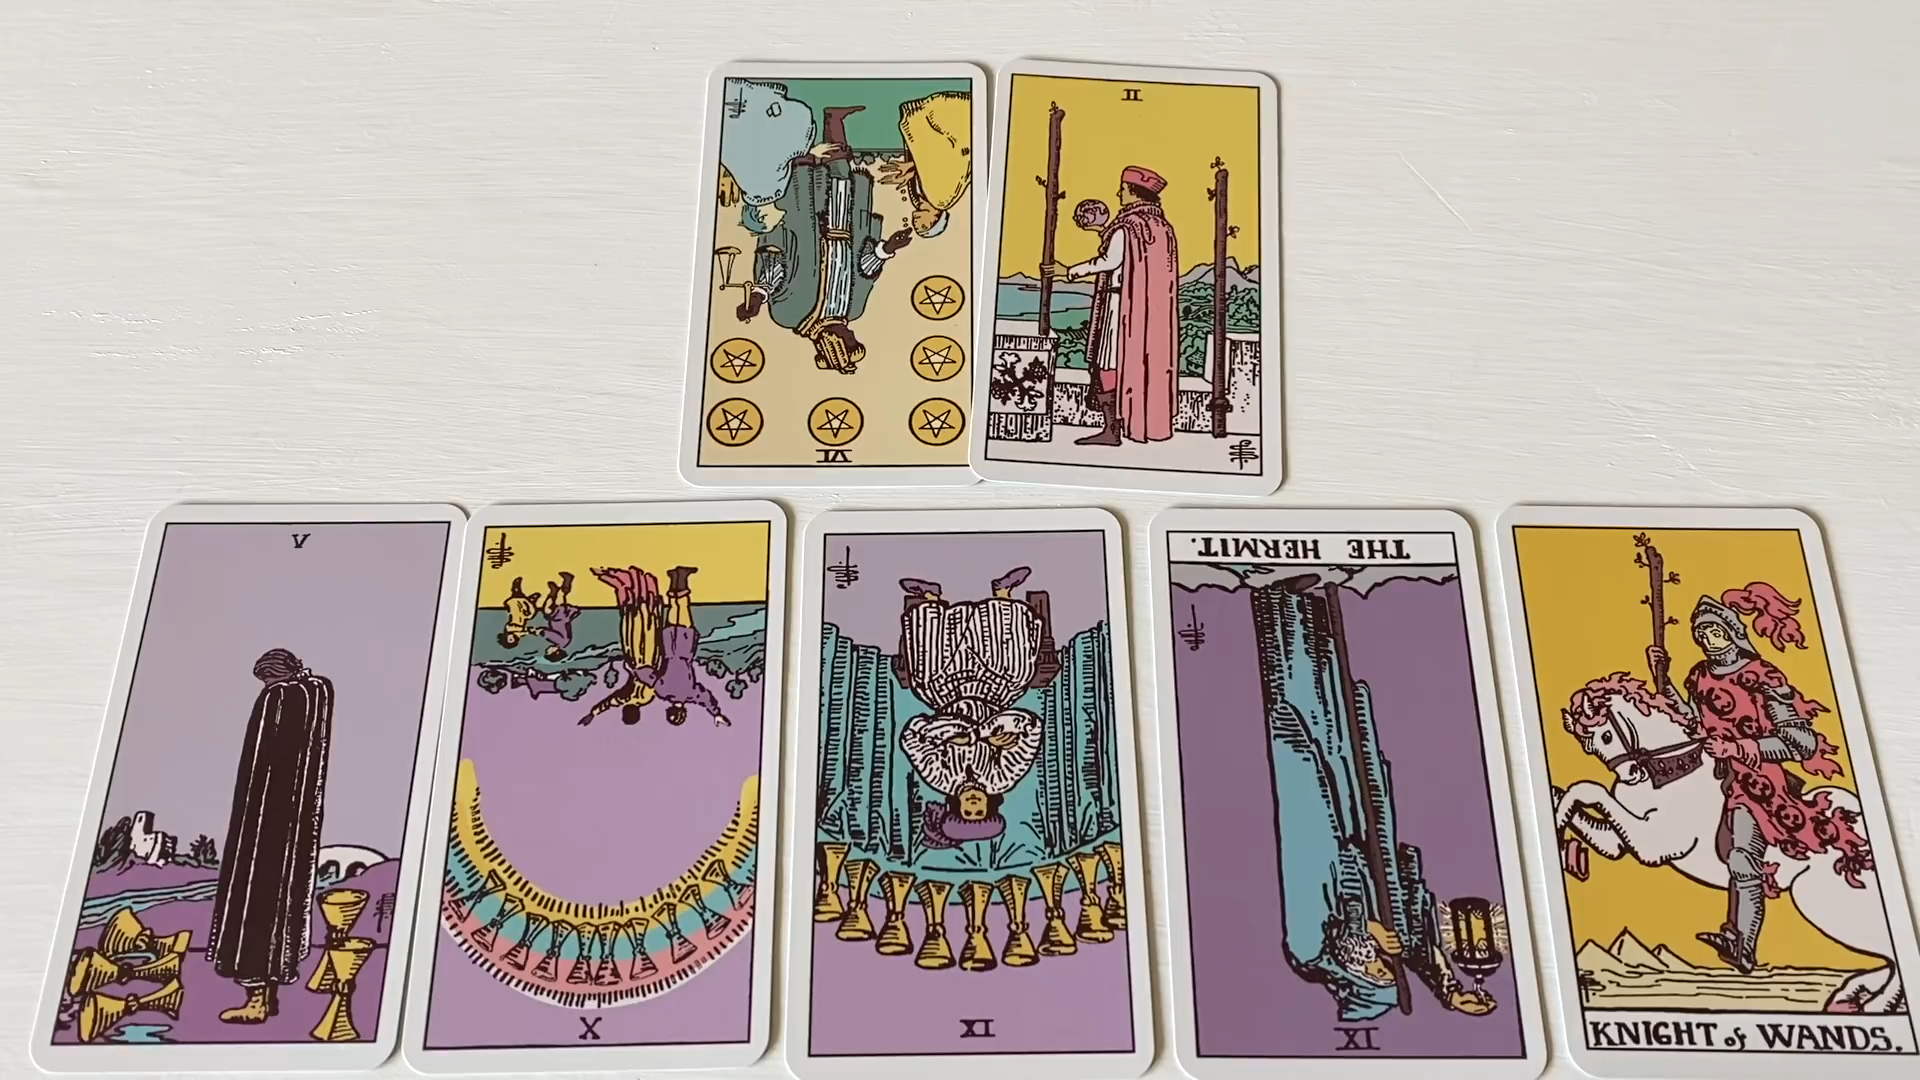 VI
II
V
X
IX
THE HERMIT.
IX
KNIGHT of WANDS.